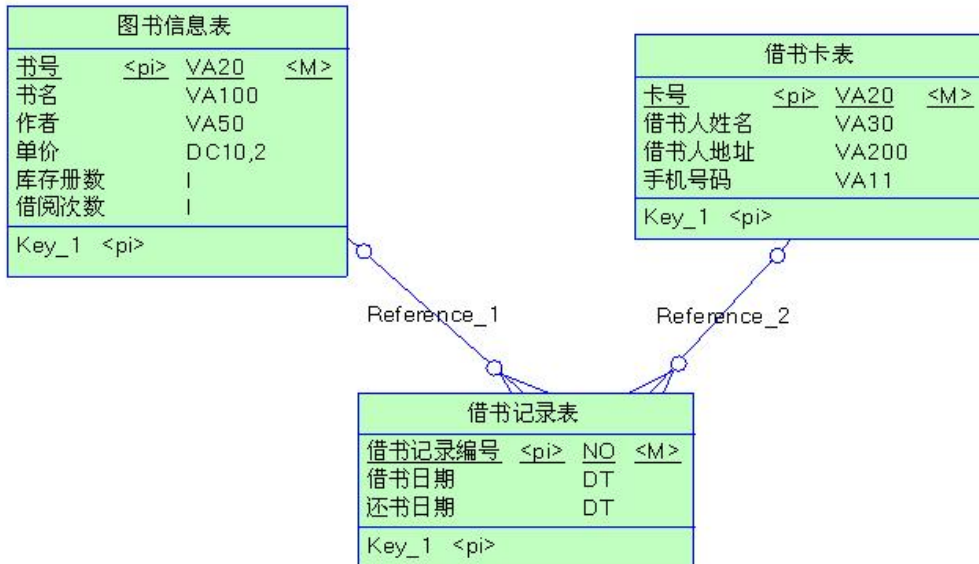 图书信息表
书号 <pi> VA20 <M>
书名 VA100
作者 VA50
单价 DC10,2
库存册数 I
借阅次数 I
Key_1 <pi>
借书卡表
卡号 <pi> VA20 <M>
借书人姓名 VA30
借书人地址 VA200
手机号码 VA11
Key_1 <pi>
Reference_1
Reference_2
借书记录表
借书记录编号 <pi> NO <M>
借书日期 DT
还书日期 DT
Key_1 <pi>